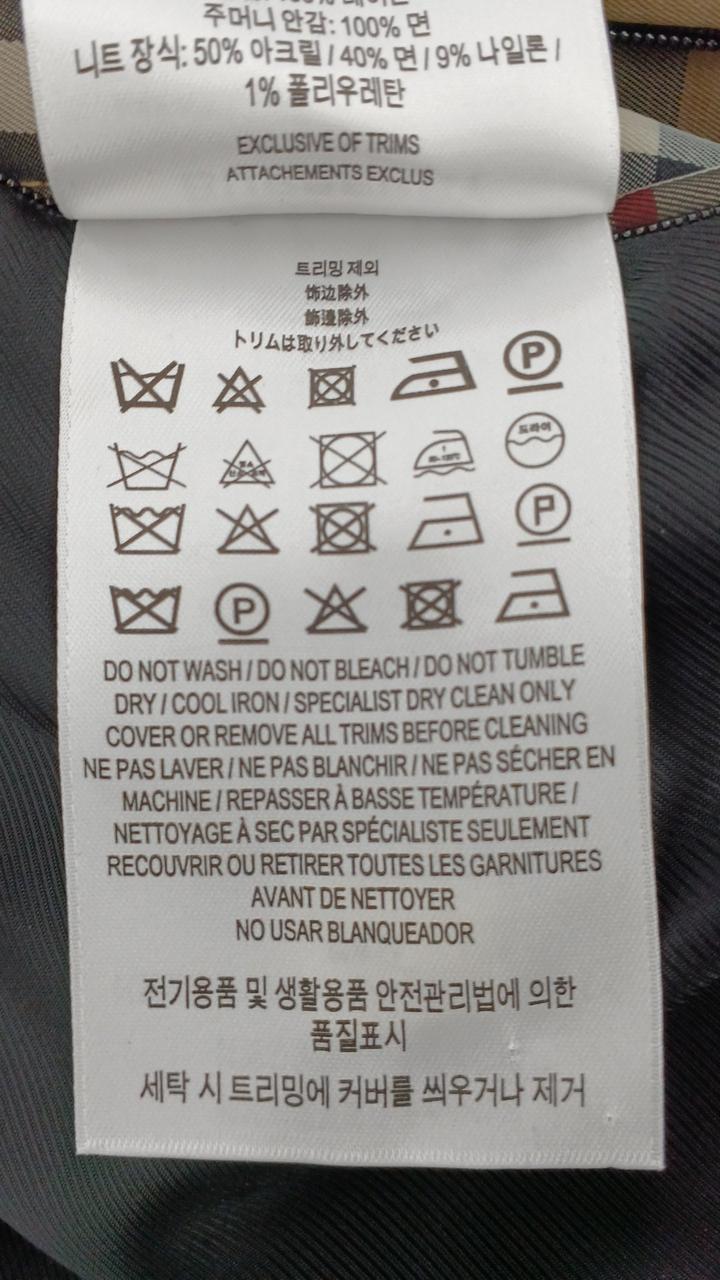 주머니 안감: 100% 면
니트 장식: 50% 아크릴 / 40% 면 / 9% 나일론 /
1% 폴리우레탄
EXCLUSIVE OF TRIMS
ATTACHEMENTS EXCLUS
트리밍 제외
饰边除外
飾邊除外
トリムは取り外してください
P
드라이
P
P
DO NOT WASH / DO NOT BLEACH / DO NOT TUMBLE
DRY / COOL IRON / SPECIALIST DRY CLEAN ONLY
COVER OR REMOVE ALL TRIMS BEFORE CLEANING
NE PAS LAVER / NE PAS BLANCHIR / NE PAS SÉCHER EN
MACHINE / REPASSER À BASSE TEMPÉRATURE /
NETTOYAGE À SEC PAR SPÉCIALISTE SEULEMENT
RECOUVRIR OU RETIRER TOUTES LES GARNITURES
AVANT DE NETTOYER
NO USAR BLANQUEADOR
전기용품 및 생활용품 안전관리법에 의한
품질표시
세탁 시 트리밍에 커버를 씌우거나 제거